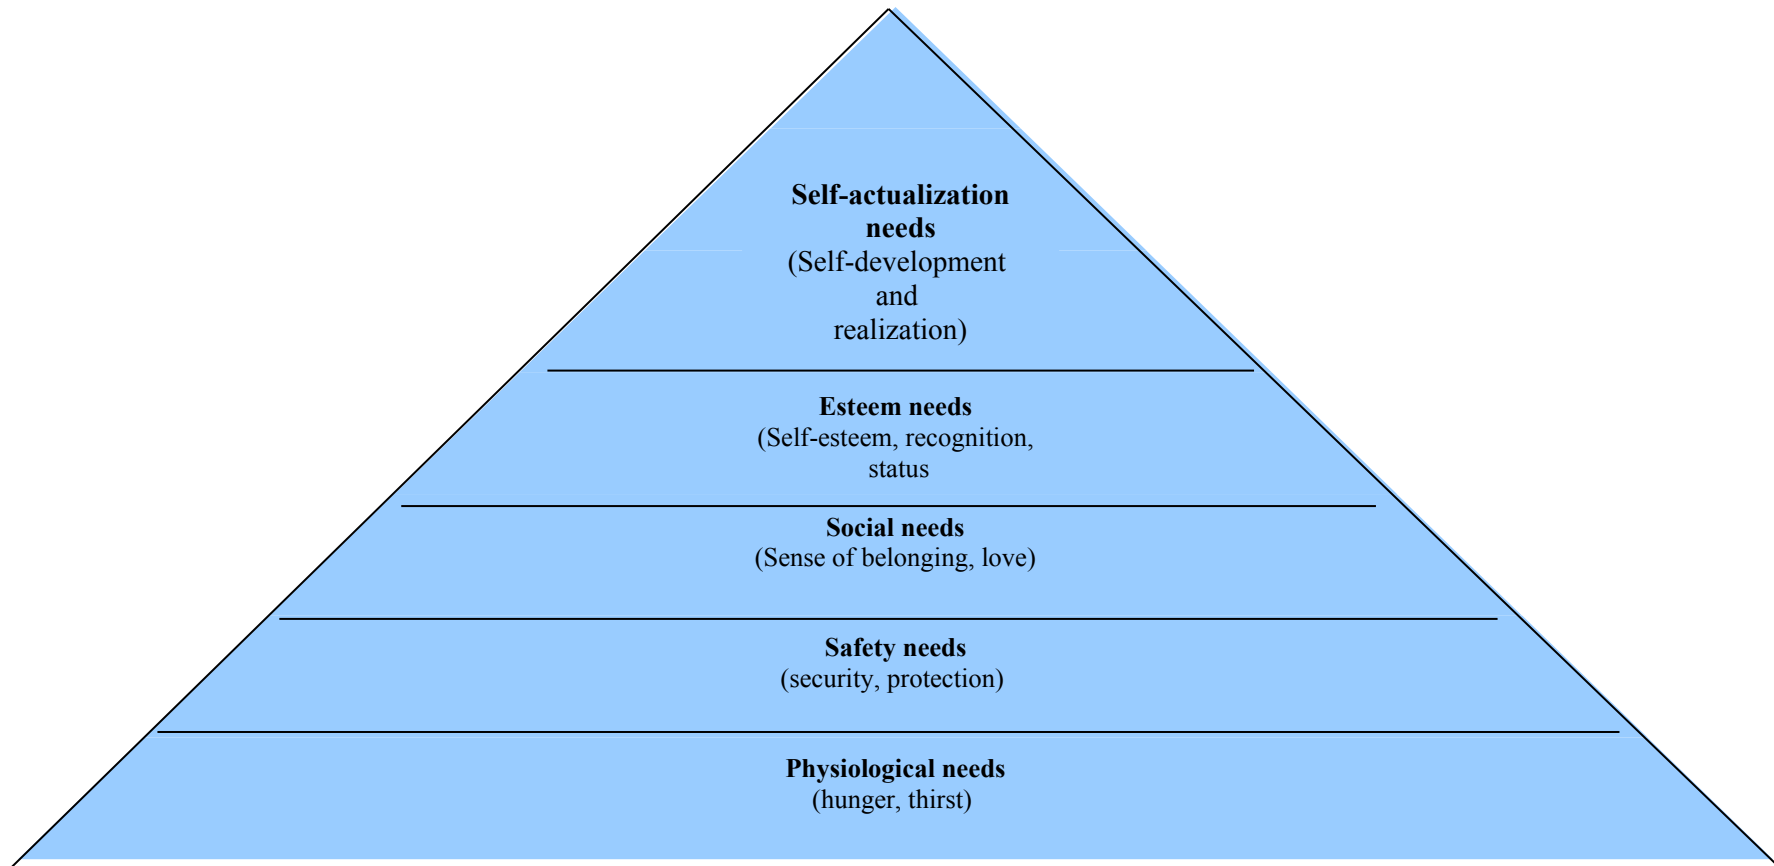 Self-actualization
needs
(Self-development
and
realization)
Esteem needs
(Self-esteem, recognition,
status
Social needs
(Sense of belonging, love)
Safety needs
(security, protection)
Physiological needs
(hunger, thirst)